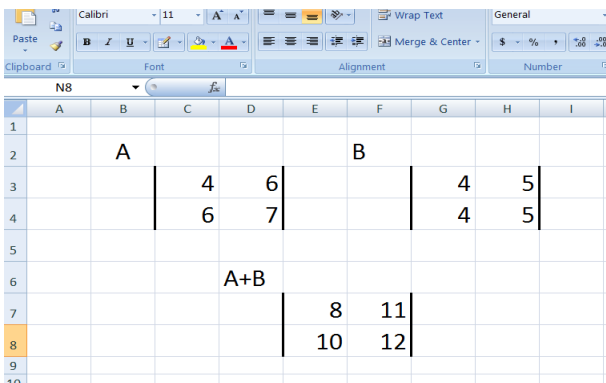 Calibri 11 A A Wrap Text General
Paste B I U A Merge & Center $ % ,
Clipboard Font Alignment Number
N8 fx
A B C D E F G H I
1
2 A B
3 4 6 4 5
4 6 7 4 5
5
6 A+B
7 8 11
8 10 12
9